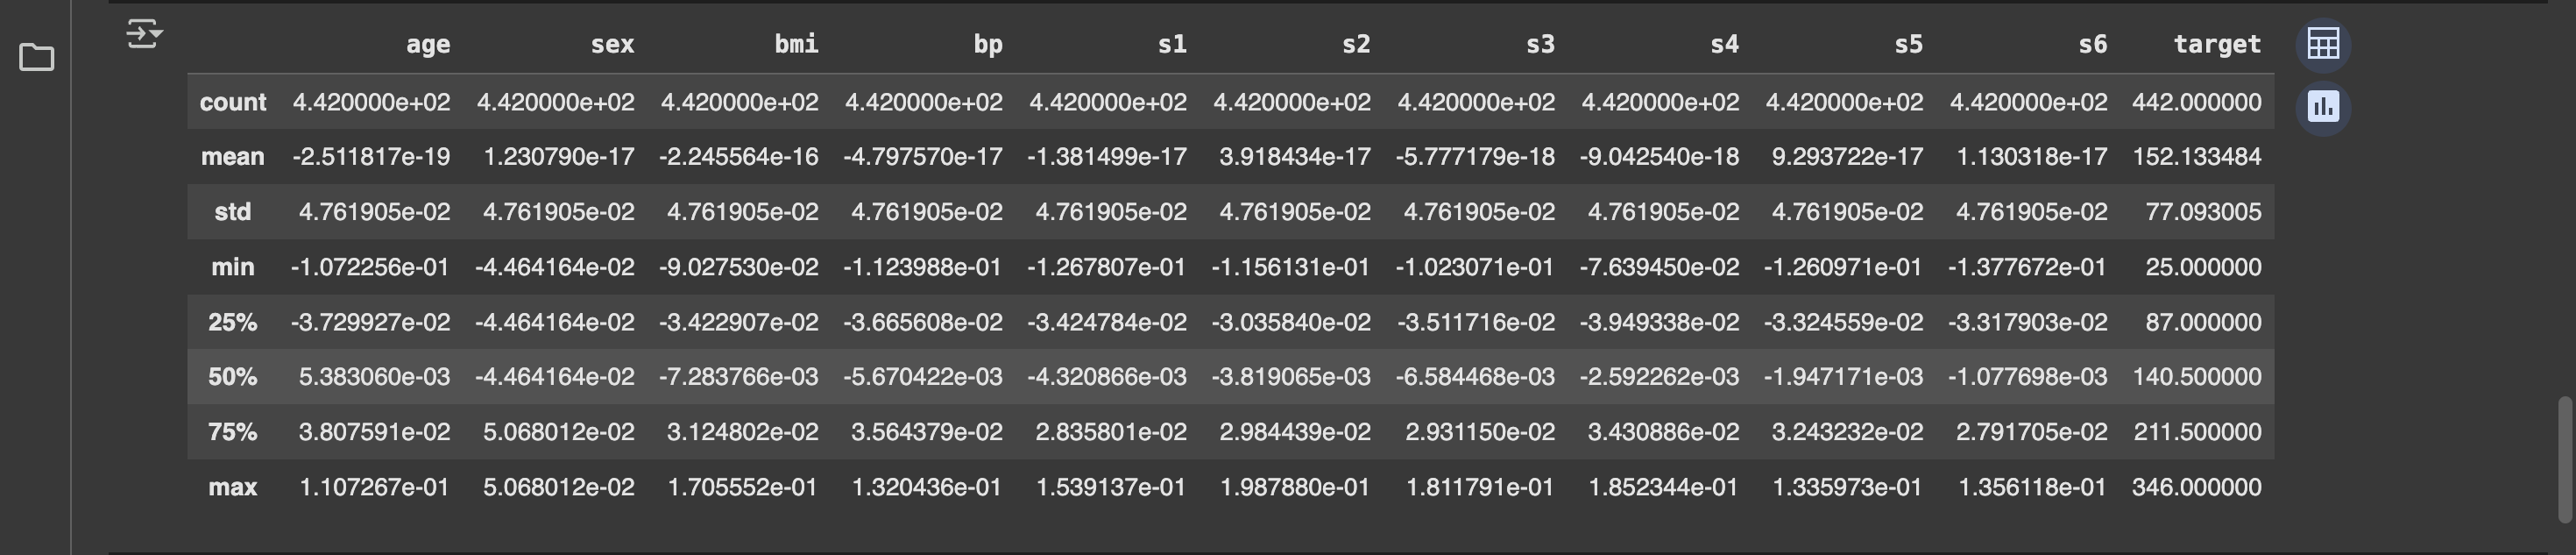 age sex bmi bp s1 s2 s3 s4 s5 s6 target
count 4.420000e+02 4.420000e+02 4.420000e+02 4.420000e+02 4.420000e+02 4.420000e+02 4.420000e+02 4.420000e+02 4.420000e+02 4.420000e+02 442.000000
mean -2.511817e-19 1.230790e-17 -2.245564e-16 -4.797570e-17 -1.381499e-17 3.918434e-17 -5.777179e-18 -9.042540e-18 9.293722e-17 1.130318e-17 152.133484
std 4.761905e-02 4.761905e-02 4.761905e-02 4.761905e-02 4.761905e-02 4.761905e-02 4.761905e-02 4.761905e-02 4.761905e-02 4.761905e-02 77.093005
min -1.072256e-01 -4.464164e-02 -9.027530e-02 -1.123988e-01 -1.267807e-01 -1.156131e-01 -1.023071e-01 -7.639450e-02 -1.260971e-01 -1.377672e-01 25.000000
25% -3.729927e-02 -4.464164e-02 -3.422907e-02 -3.665608e-02 -3.424784e-02 -3.035840e-02 -3.511716e-02 -3.949338e-02 -3.324559e-02 -3.317903e-02 87.000000
50% 5.383060e-03 -4.464164e-02 -7.283766e-03 -5.670422e-03 -4.320866e-03 -3.819065e-03 -6.584468e-03 -2.592262e-03 -1.947171e-03 -1.077698e-03 140.500000
75% 3.807591e-02 5.068012e-02 3.124802e-02 3.564379e-02 2.835801e-02 2.984439e-02 2.931150e-02 3.430886e-02 3.243232e-02 2.791705e-02 211.500000
max 1.107267e-01 5.068012e-02 1.705552e-01 1.320436e-01 1.539137e-01 1.987880e-01 1.811791e-01 1.852344e-01 1.335973e-01 1.356118e-01 346.000000